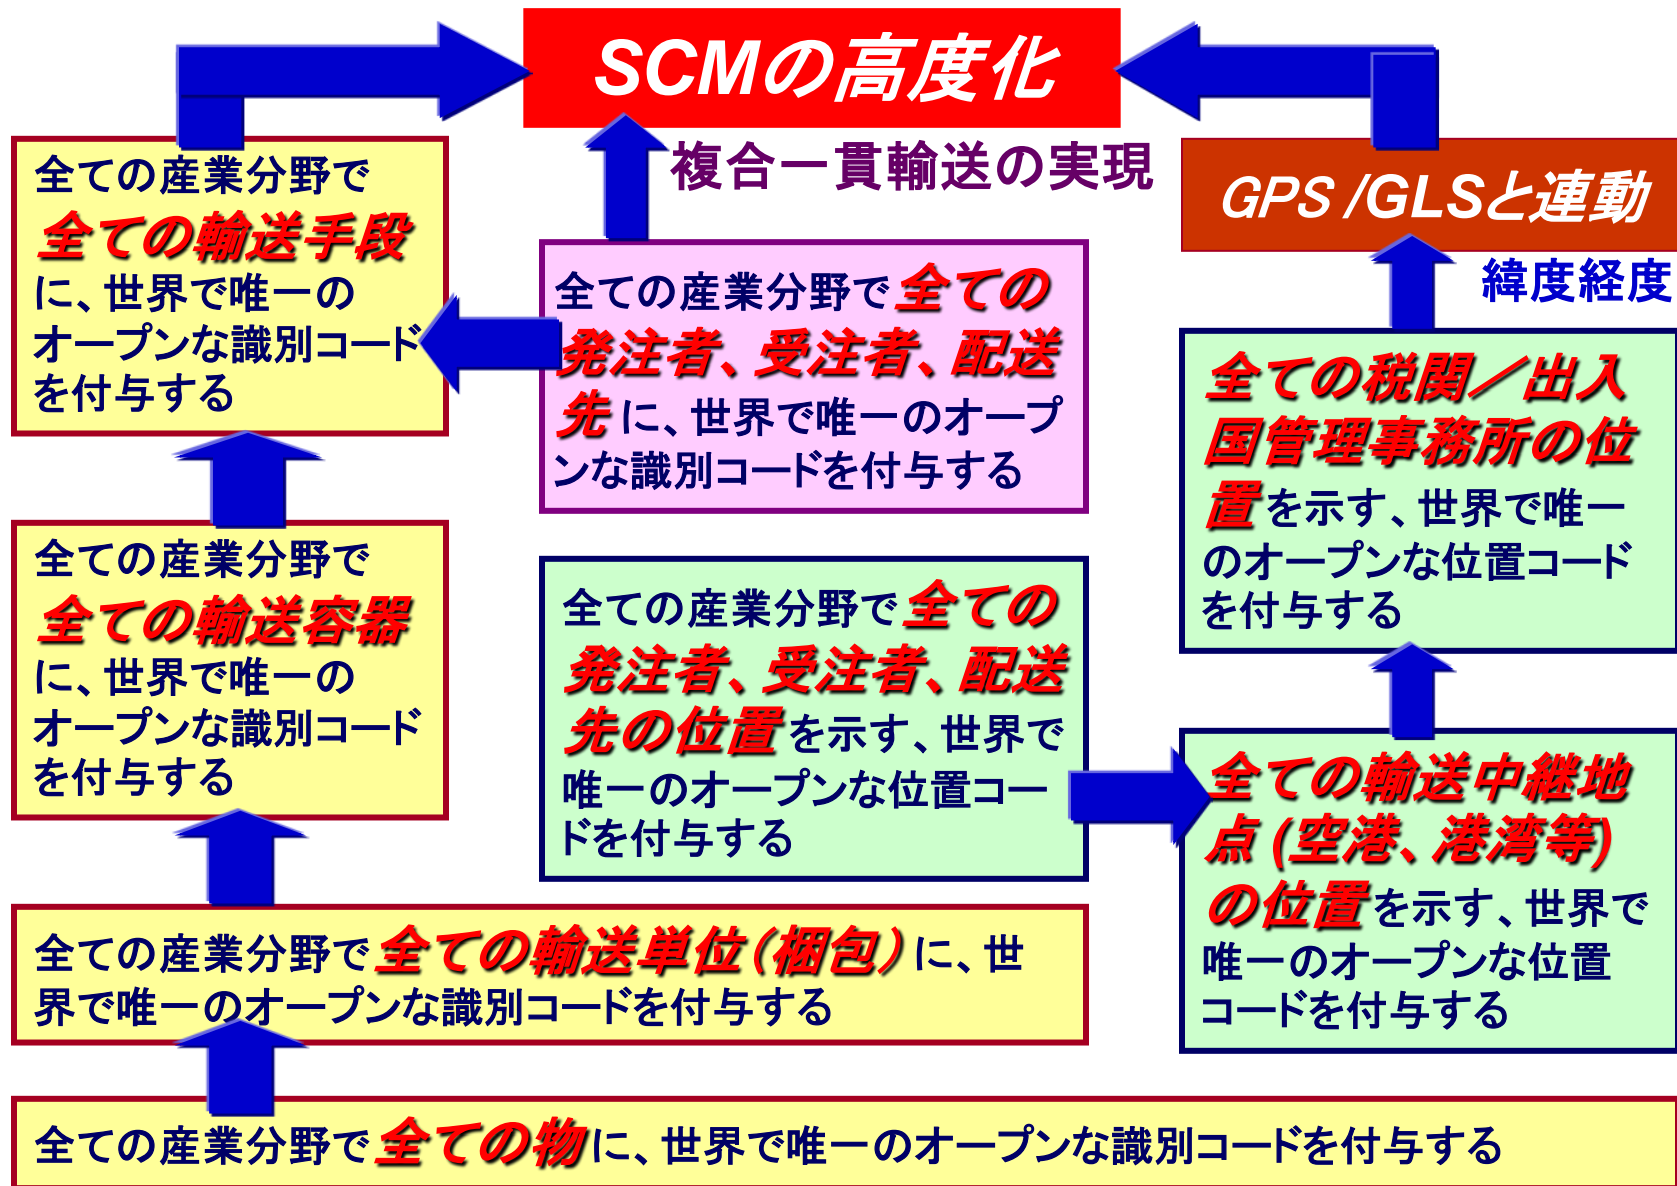 SCMの高度化
複合一貫輸送の実現
GPS /GLSと連動
緯度経度
全ての産業分野で
全ての輸送手段
に、世界で唯一の
オープンな識別コード
を付与する
全ての産業分野で全ての
発注者、受注者、配送
先に、世界で唯一のオープ
ンな識別コードを付与する
全ての税関／出入
国管理事務所の位
置を示す、世界で唯一
のオープンな位置コード
を付与する
全ての産業分野で
全ての輸送容器
に、世界で唯一の
オープンな識別コード
を付与する
全ての産業分野で全ての
発注者、受注者、配送
先の位置を示す、世界で
唯一のオープンな位置コー
ドを付与する
全ての輸送中継地
点(空港、港湾等)
の位置を示す、世界で
唯一のオープンな位置
コードを付与する
全ての産業分野で全ての輸送単位(梱包)に、世
界で唯一のオープンな識別コードを付与する
全ての産業分野で全ての物に、世界で唯一のオープンな識別コードを付与する